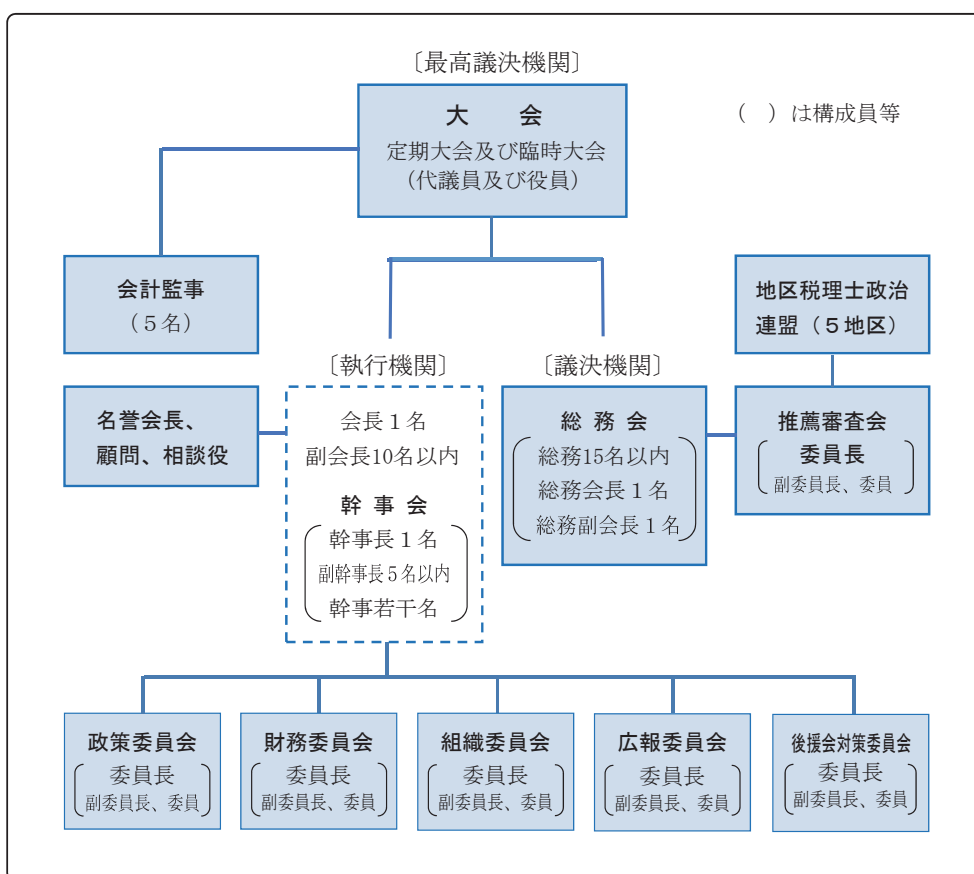 〔最高議決機関〕
大　会
定期大会及び臨時大会
（代議員及び役員）
（　）は構成員等
会計監事
（５名）
地区税理士政治
連盟（５地区）
〔執行機関〕
〔議決機関〕
名誉会長、
顧問、相談役
会長１名
副会長10名以内
幹 事 会
幹事長１名
副幹事長５名以内
幹事若干名
総 務 会
総務15名以内
総務会長１名
総務副会長１名
推薦審査会
委員長
副委員長、委員
政策委員会
委員長
副委員長、委員
財務委員会
委員長
副委員長、委員
組織委員会
委員長
副委員長、委員
広報委員会
委員長
副委員長、委員
後援会対策委員会
委員長
副委員長、委員